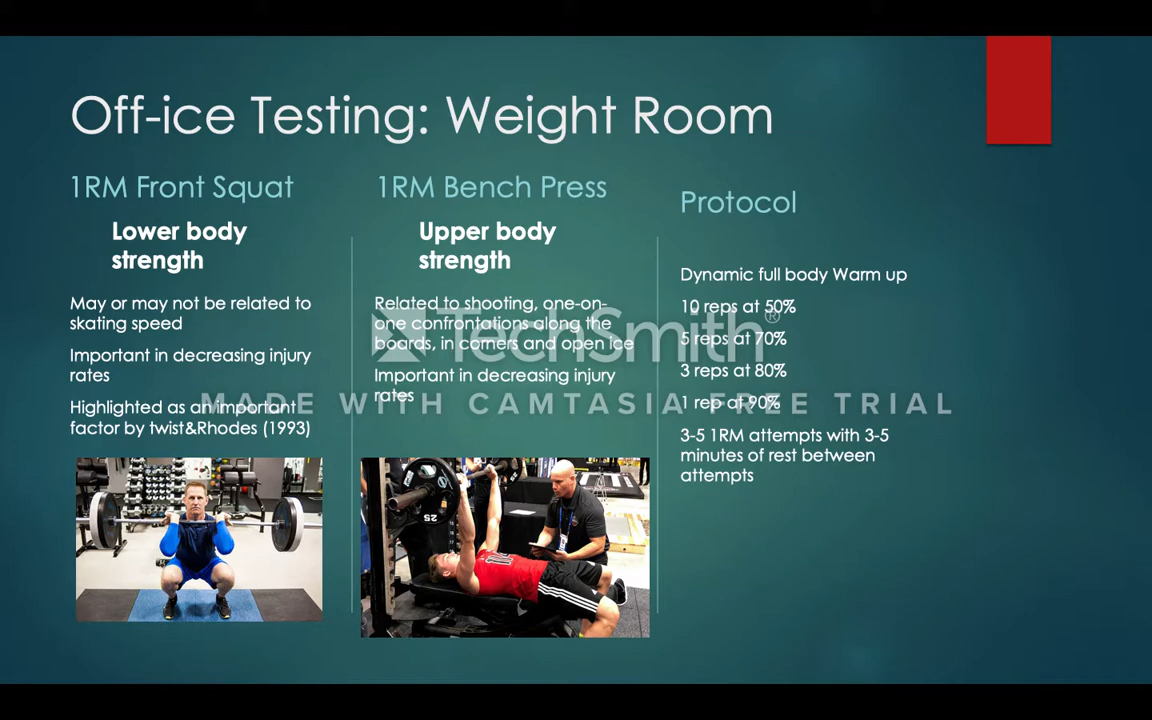 Off-ice Testing: Weight Room
1RM Front Squat
Lower body
strength
May or may not be related to
skating speed
Important in decreasing injury
rates
Highlighted as an important
factor by twist&Rhodes (1993)
1RM Bench Press
Upper body
strength
Related to shooting, one-on-
one confrontations along the
boards, in corners and open ice
Important in decreasing injury
rates
Protocol
Dynamic full body Warm up
10 reps at 50%
5 reps at 70%
3 reps at 80%
1 rep at 90%
3-5 1RM attempts with 3-5
minutes of rest between
attempts
TechSmith®
MADE WITH CAMTASIA FREE TRIAL
25